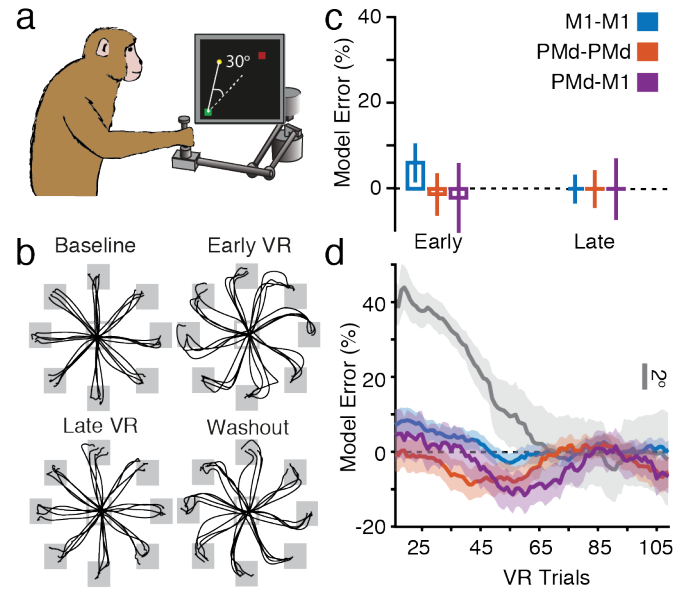 a
30°
b
Baseline
Early VR
Late VR
Washout
c
Model Error (%)
40
20
0
M1-M1
PMd-PMd
PMd-M1
Early
Late
d
Model Error (%)
40
20
0
-20
2°
25
45
65
85
105
VR Trials